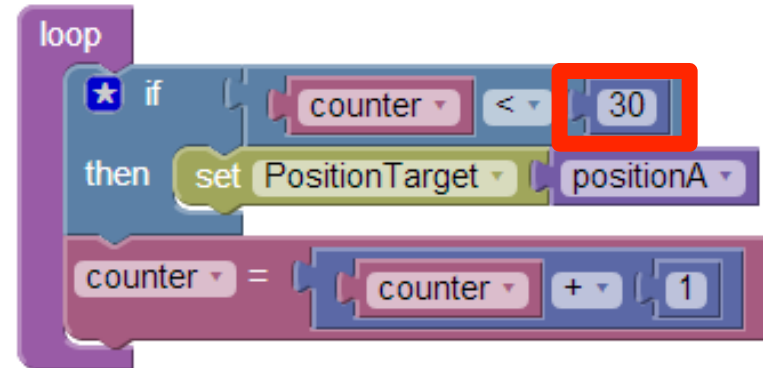 loop
if counter < 30
then set PositionTarget positionA
counter = counter + 1